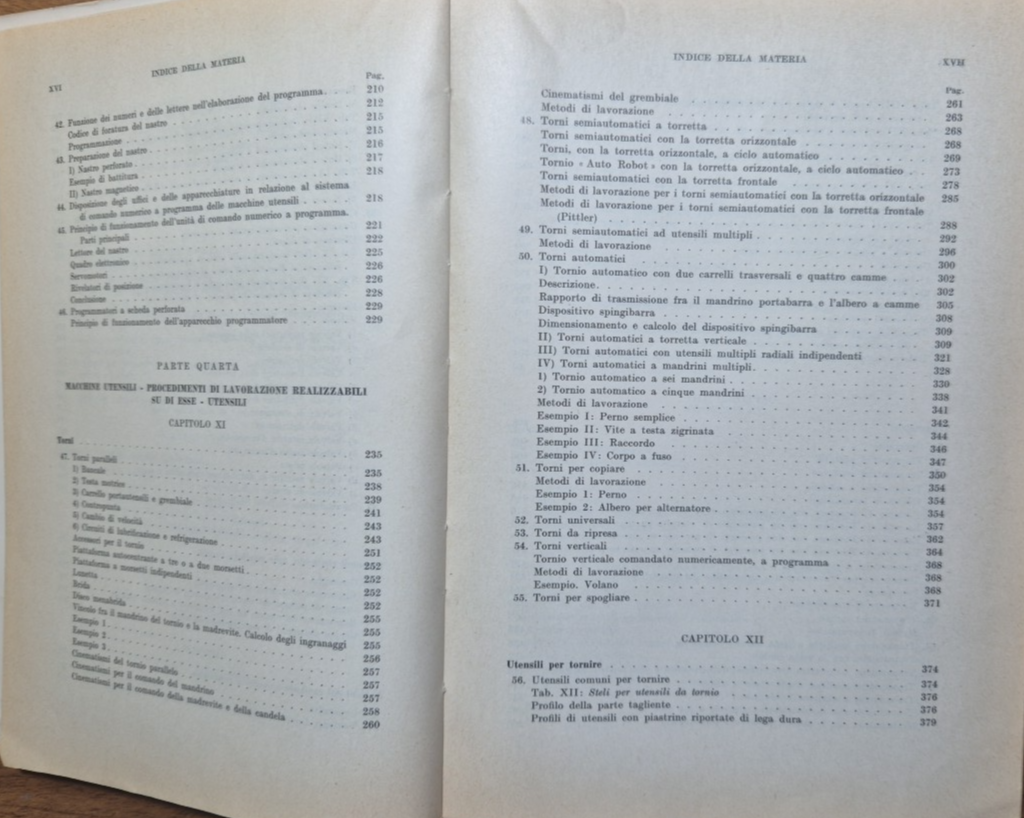 XVI
INDICE DELLA MATERIA
Pag.
42. Funzione dei numeri e delle lettere nell'elaborazione del programma. 210
Codice di foratura del nastro 212
Programmazione 215
43. Preparazione del nastro 215
I) Nastro perforato 216
Esempio di battitura 217
II) Nastro magnetico 218
44. Disposizione degli uffici e delle apparecchiature in relazione al sistema
di comando numerico a programma delle macchine utensili 218
45. Principio di funzionamento dell'unità di comando numerico a programma. 221
Parti principali 222
Lettore del nastro 225
Quadro elettronico 226
Servomotori 226
Rivelatori di posizione 228
Conclusione 229
46. Programmatori a scheda perforata 229
Principio di funzionamento dell'apparecchio programmatore
PARTE QUARTA
MACCHINE UTENSILI - PROCEDIMENTI DI LAVORAZIONE REALIZZABILI
SU DI ESSE - UTENSILI
CAPITOLO XI
Torni 235
47. Torni paralleli 235
1) Bancale 238
2) Testa motrice 239
3) Carrello portautensili e grembiale 241
4) Contropunta 243
5) Cambio di velocità 243
6) Comiti di lubrificazione e refrigerazione 251
Accessori per il tornio 252
Piattaforma autocentrante a tre o a due morsetti 252
Piattaforma a morsetti indipendenti 252
Lunetta 252
Brida 255
Disco menabrida 255
Vincolo fra il mandrino del tornio e la madrevite. Calcolo degli ingranaggi 255
Esempio 1 256
Esempio 2 257
Esempio 3 257
Cinematismi del tornio parallelo 257
Cinematismi per il comando del mandrino 258
Cinematismi per il comando della madrevite e della candela 260
INDICE DELLA MATERIA
XVII
Pag.
Cinematismi del grembiale 261
Metodi di lavorazione 263
48. Torni semiautomatici a torretta 268
Torni semiautomatici con la torretta orizzontale 268
Torni, con la torretta orizzontale, a ciclo automatico 269
Tornio « Auto Robot » con la torretta orizzontale, a ciclo automatico 273
Torni semiautomatici con la torretta frontale 278
Metodi di lavorazione per i torni semiautomatici con la torretta orizzontale 285
Metodi di lavorazione per i torni semiautomatici con la torretta frontale
(Pittler) 288
49. Torni semiautomatici ad utensili multipli 292
Metodi di lavorazione 296
50. Torni automatici 300
I) Tornio automatico con due carrelli trasversali e quattro camme 302
Descrizione 302
Rapporto di trasmissione fra il mandrino portabarra e l'albero a camme 305
Dispositivo spingibarra 308
Dimensionamento e calcolo del dispositivo spingibarra 309
II) Torni automatici a torretta verticale 309
III) Torni automatici con utensili multipli radiali indipendenti 321
IV) Torni automatici a mandrini multipli 328
1) Tornio automatico a sei mandrini 330
2) Tornio automatico a cinque mandrini 338
Metodi di lavorazione 341
Esempio I: Perno semplice 342
Esempio II: Vite a testa zigrinata 344
Esempio III: Raccordo 346
Esempio IV: Corpo a fuso 347
51. Torni per copiare 350
Metodi di lavorazione 354
Esempio 1: Perno 354
Esempio 2: Albero per alternatore 354
52. Torni universali 357
53. Torni da ripresa 362
54. Torni verticali 364
Tornio verticale comandato numericamente, a programma 368
Metodi di lavorazione 368
Esempio. Volano 368
55. Torni per spogliare 371
CAPITOLO XII
Utensili per tornire 374
56. Utensili comuni per tornire 374
Tab. XII: Steli per utensili da tornio 376
Profilo della parte tagliente 376
Profili di utensili con piastrine riportate di lega dura 379